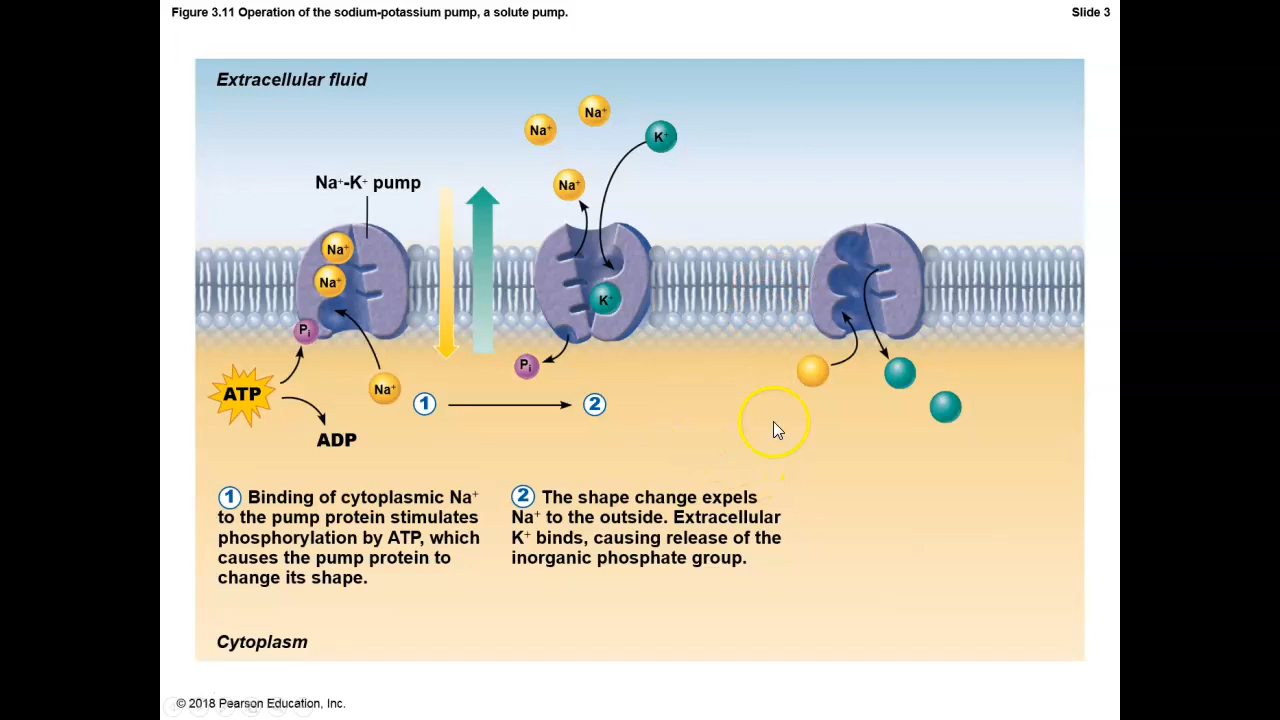 Figure 3.11 Operation of the sodium-potassium pump, a solute pump.
Slide 3
Extracellular fluid
Na⁺
Na⁺
K⁺
Na⁺-K⁺ pump
Na⁺
Na⁺
Na⁺
K⁺
Pi
Pi
ATP
Na⁺
1
2
ADP
1 Binding of cytoplasmic Na⁺
to the pump protein stimulates
phosphorylation by ATP, which
causes the pump protein to
change its shape.
2 The shape change expels
Na⁺ to the outside. Extracellular
K⁺ binds, causing release of the
inorganic phosphate group.
Cytoplasm
© 2018 Pearson Education, Inc.